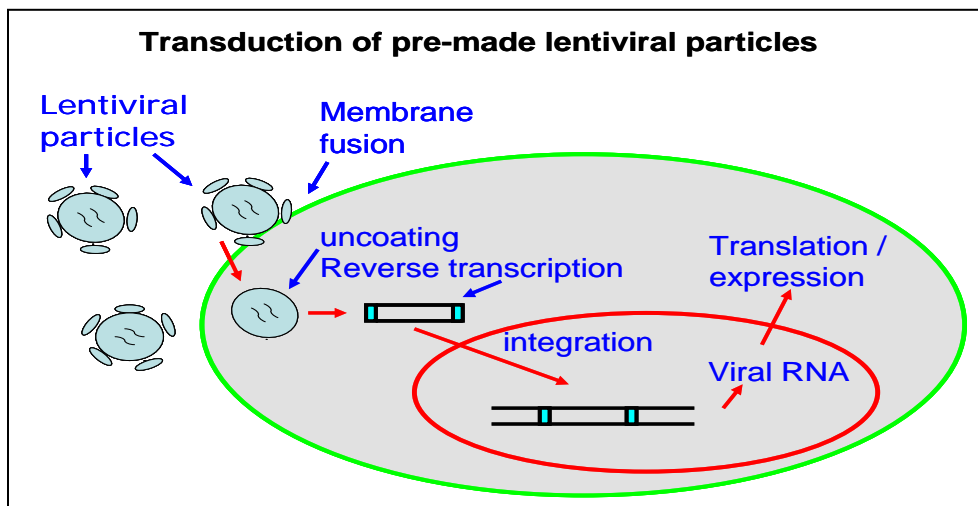 Transduction of pre-made lentiviral particles
Lentiviral
particles
Membrane
fusion
uncoating
Reverse transcription
Translation /
expression
integration
Viral RNA